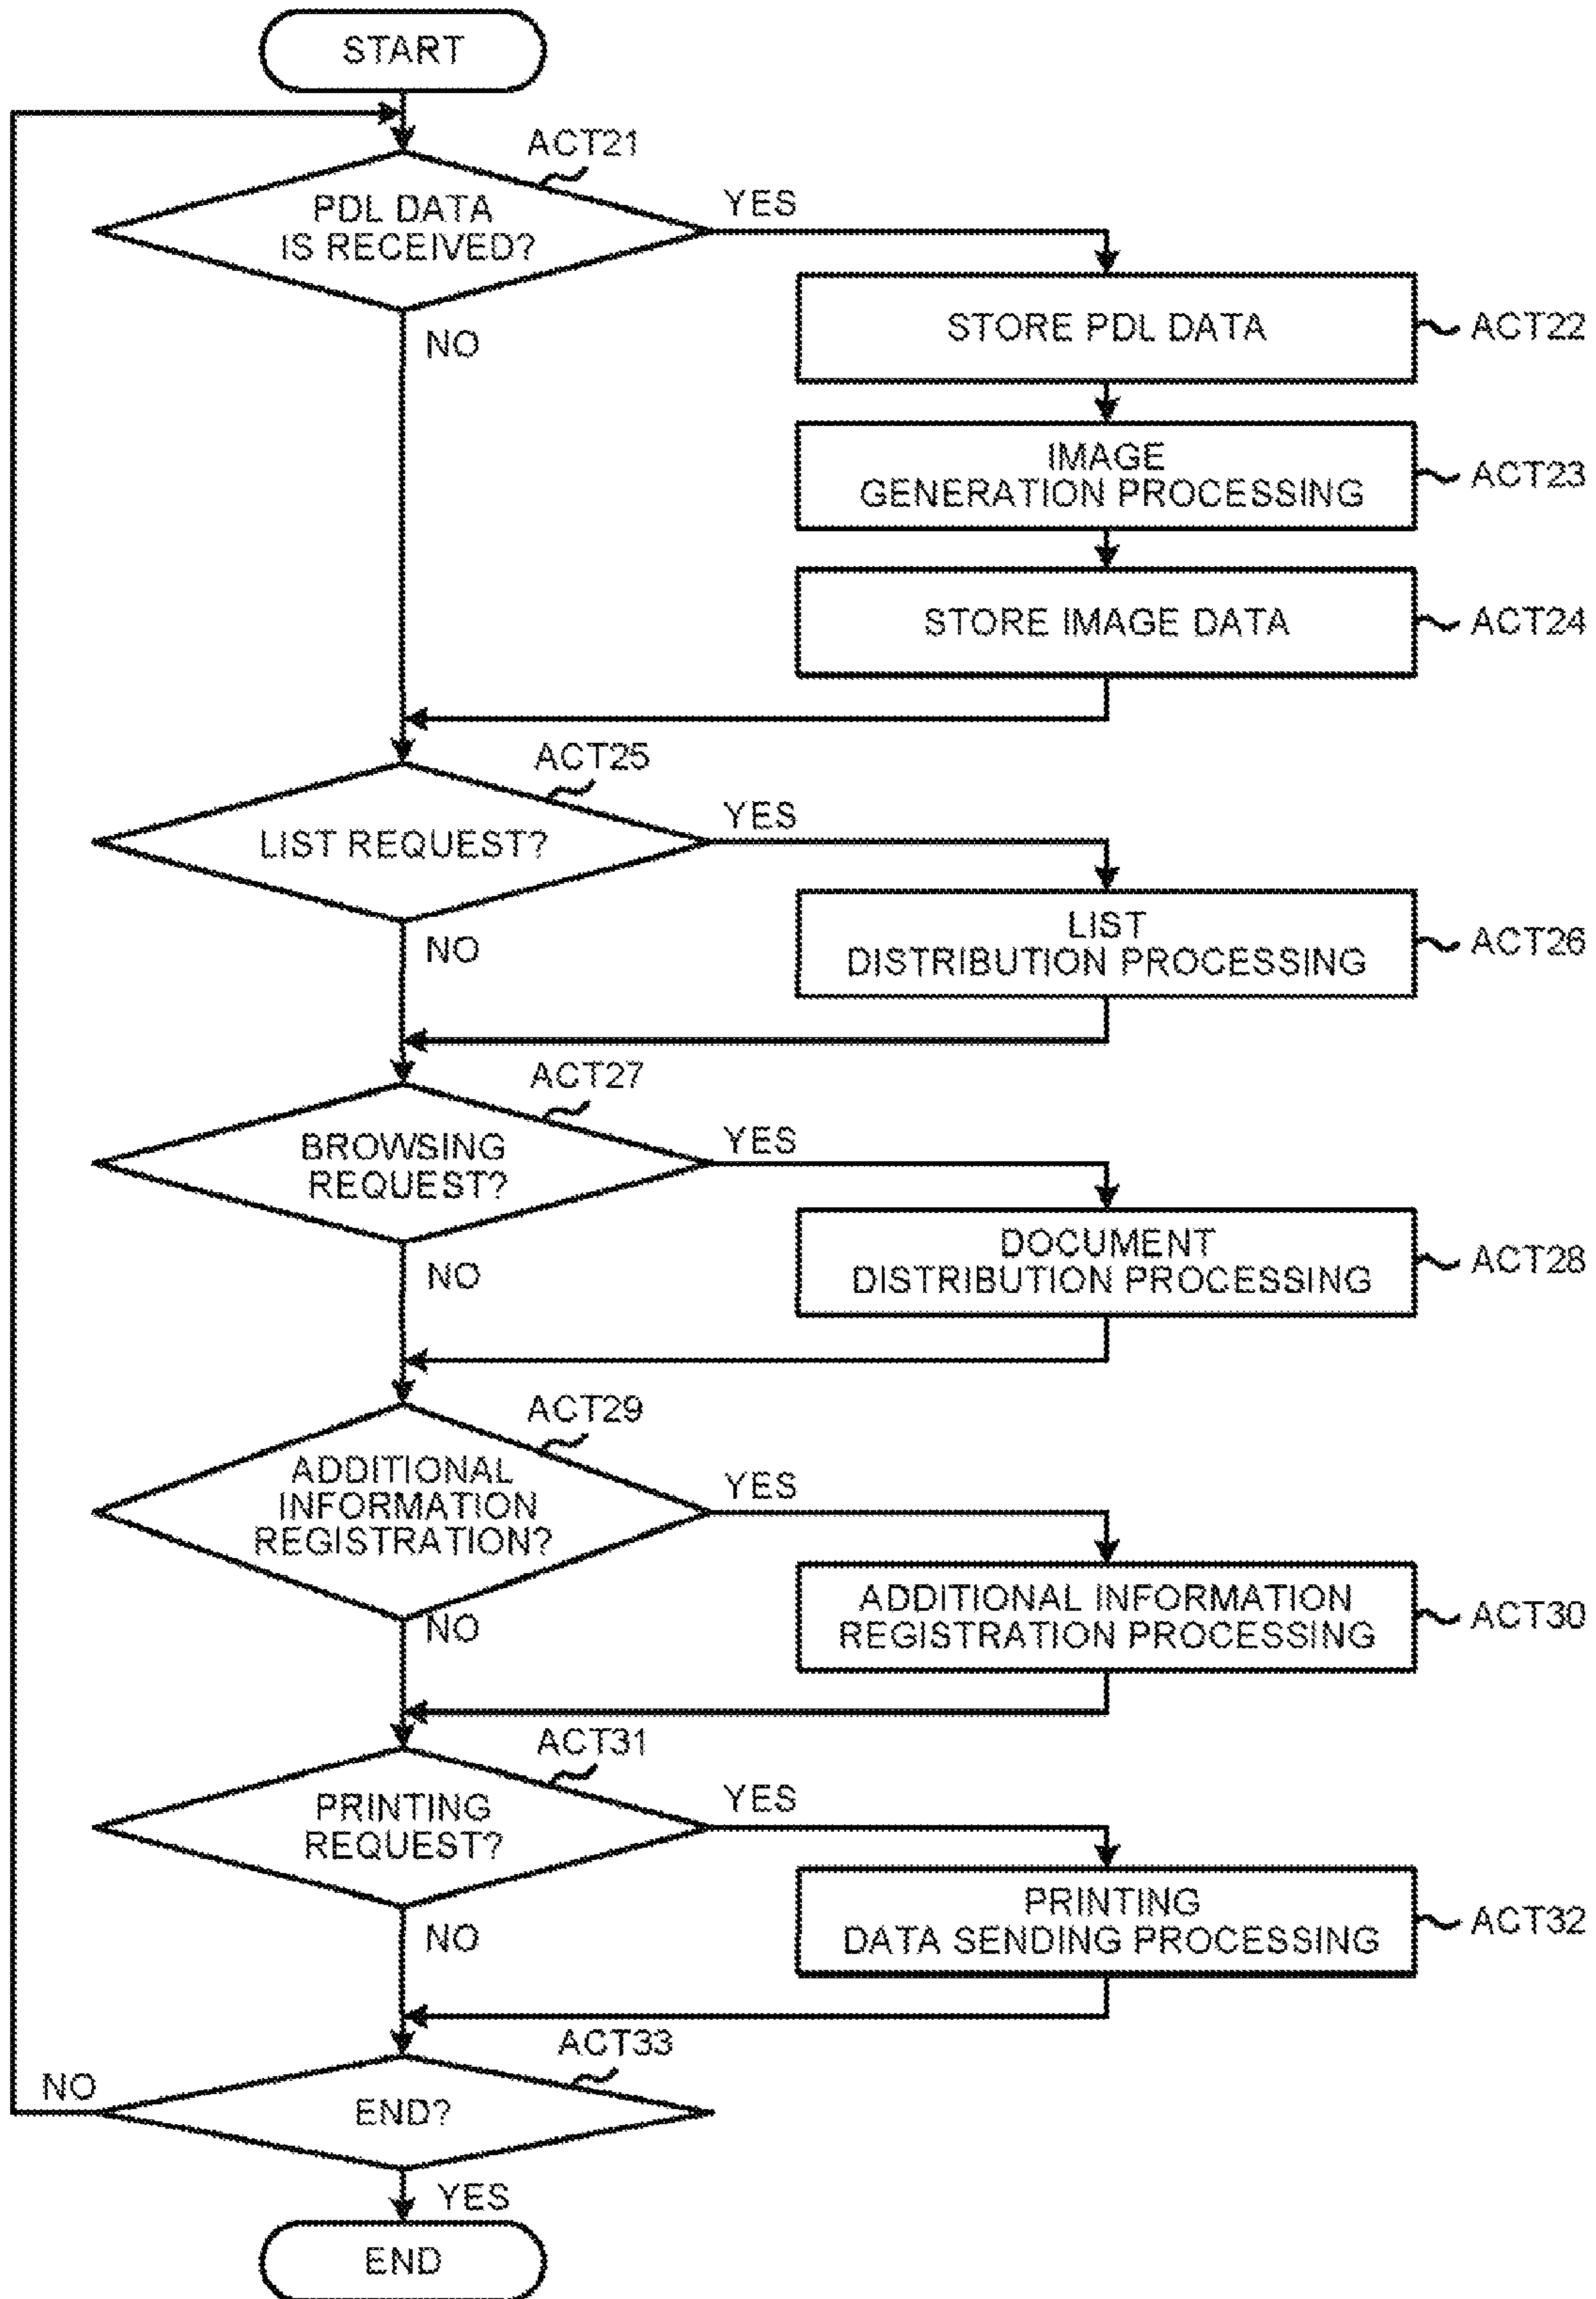 START
ACT21
PDL DATA
IS RECEIVED?
YES
NO
STORE PDL DATA
ACT22
IMAGE
GENERATION PROCESSING
ACT23
STORE IMAGE DATA
ACT24
ACT25
LIST REQUEST?
YES
NO
LIST
DISTRIBUTION PROCESSING
ACT26
ACT27
BROWSING
REQUEST?
YES
NO
DOCUMENT
DISTRIBUTION PROCESSING
ACT28
ACT29
ADDITIONAL
INFORMATION
REGISTRATION?
YES
NO
ADDITIONAL INFORMATION
REGISTRATION PROCESSING
ACT30
ACT31
PRINTING
REQUEST?
YES
NO
PRINTING
DATA SENDING PROCESSING
ACT32
ACT33
NO
END?
YES
END